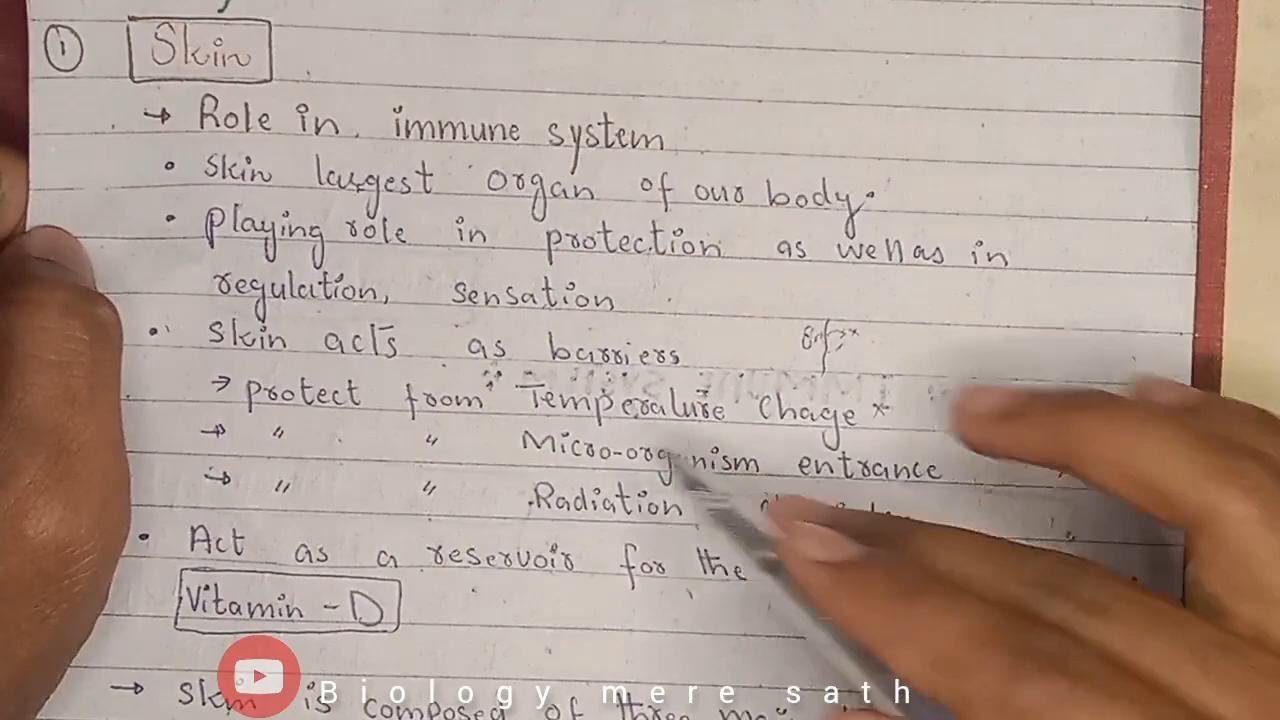 ① Skin
→ Role in immune system
• Skin largest organ of our body.
• playing role in protection as well as in
regulation, sensation
• Skin acts as barriers
→ protect from Temperature Chage *
→ " " Micro-organism entrance
→ " " Radiation
• Act as a reservoir for the
Vitamin - D
→ Skin is composed of three
Biology mere sath